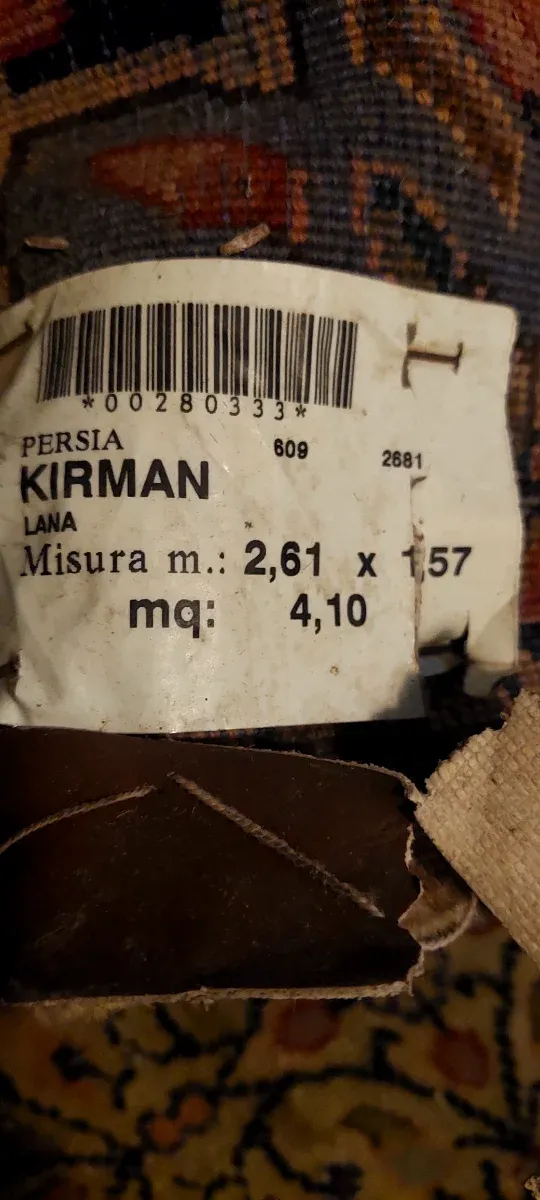 *00280333*
PERSIA 609 2681
KIRMAN
LANA
Misura m.: 2,61 x 1,57
mq: 4,10